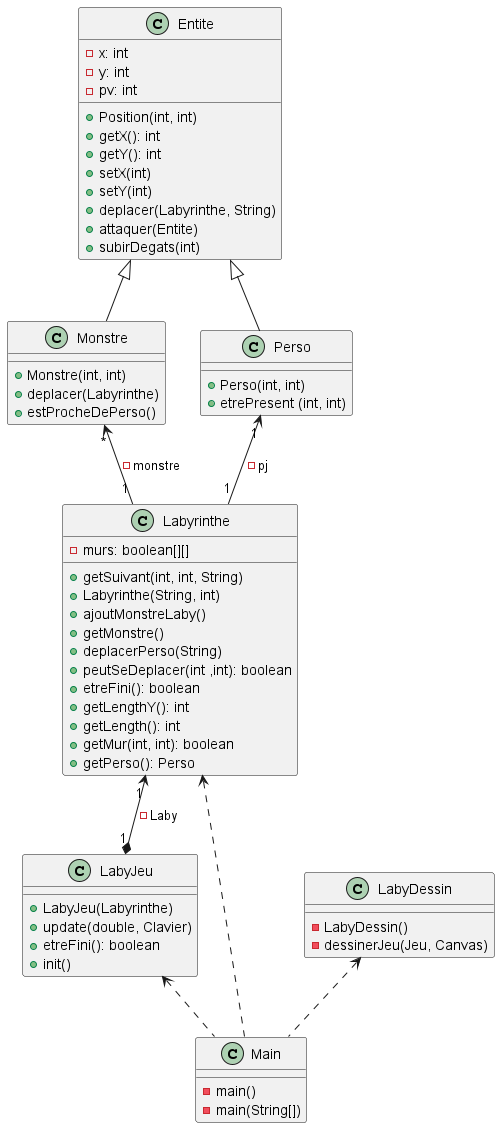 C Entite
x: int
y: int
pv: int
Position(int, int)
getX(): int
getY(): int
setX(int)
setY(int)
deplacer(Labyrinthe, String)
attaquer(Entite)
subirDegats(int)
C Monstre
Monstre(int, int)
deplacer(Labyrinthe)
estProcheDePerso()
C Perso
Perso(int, int)
etrePresent (int, int)
*
monstre
1
1
pj
1
C Labyrinthe
murs: boolean[][]
getSuivant(int, int, String)
Labyrinthe(String, int)
ajoutMonstreLaby()
getMonstre()
deplacerPerso(String)
peutSeDeplacer(int ,int): boolean
etreFini(): boolean
getLengthY(): int
getLength(): int
getMur(int, int): boolean
getPerso(): Perso
1
Laby
1
C LabyJeu
LabyJeu(Labyrinthe)
update(double, Clavier)
etreFini(): boolean
init()
C LabyDessin
LabyDessin()
dessinerJeu(Jeu, Canvas)
C Main
main()
main(String[])